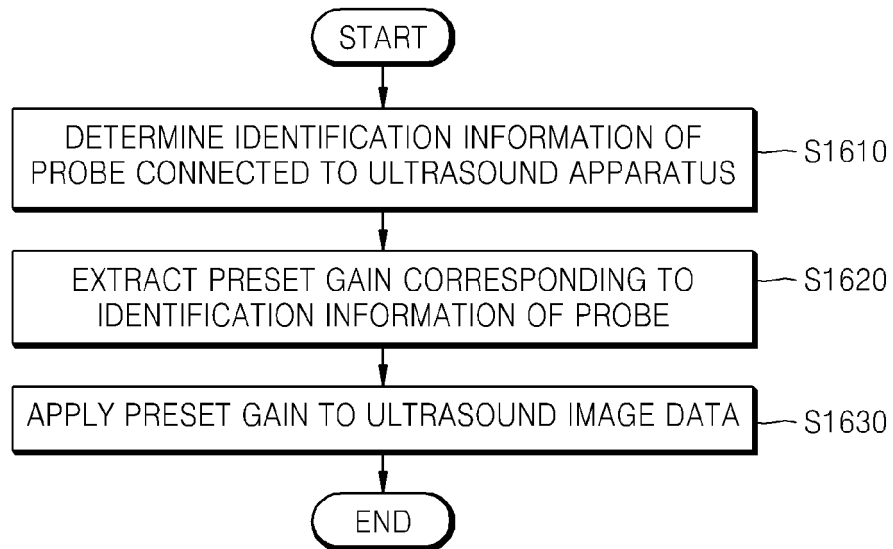 START
DETERMINE IDENTIFICATION INFORMATION OF
PROBE CONNECTED TO ULTRASOUND APPARATUS
S1610
EXTRACT PRESET GAIN CORRESPONDING TO
IDENTIFICATION INFORMATION OF PROBE
S1620
APPLY PRESET GAIN TO ULTRASOUND IMAGE DATA
S1630
END